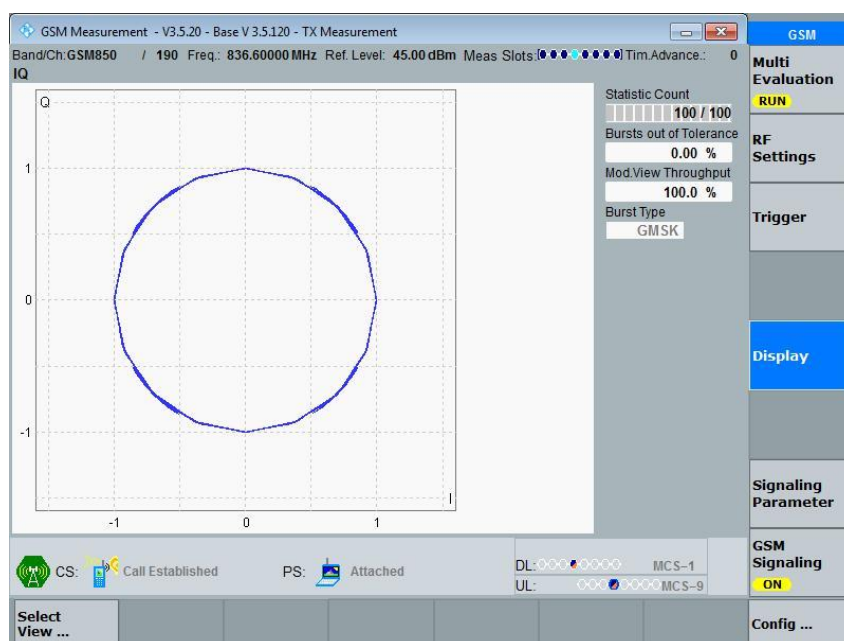 GSM Measurement - V3.5.20 - Base V 3.5.120 - TX Measurement
GSM
Band/Ch: GSM850 / 190 Freq.: 836.60000 MHz Ref. Level: 45.00 dBm Meas Slots: Tim.Advance.: 0
IQ
Q
1
0
-1
-1 0 1
I
Statistic Count
100 / 100
Bursts out of Tolerance
0.00 %
Mod.View Throughput
100.0 %
Burst Type
GMSK
Multi
Evaluation
RUN
RF
Settings
Trigger
Display
Signaling
Parameter
GSM
Signaling
ON
CS: Call Established PS: Attached
DL: MCS-1
UL: MCS-9
Select
View ...
Config ...